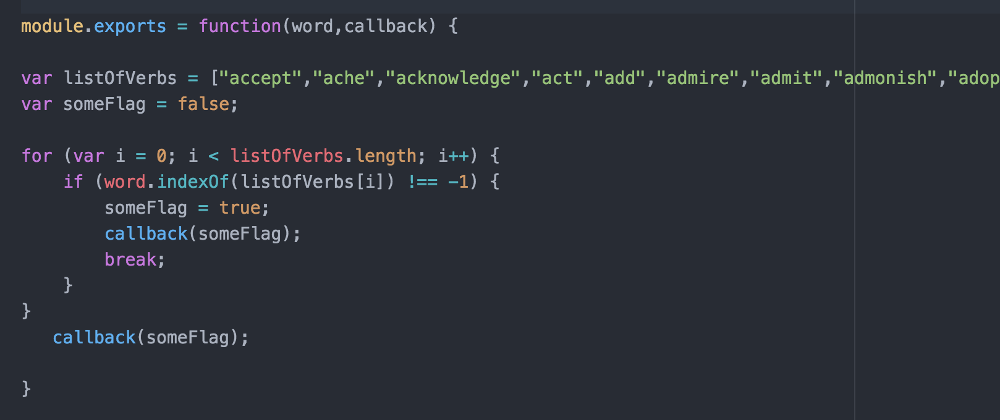 module.exports = function(word,callback) {
var listOfVerbs = ["accept","ache","acknowledge","act","add","admire","admit","admonish","adop
var someFlag = false;
for (var i = 0; i < listOfVerbs.length; i++) {
if (word.indexOf(listOfVerbs[i]) !== -1) {
someFlag = true;
callback(someFlag);
break;
}
}
callback(someFlag);
}